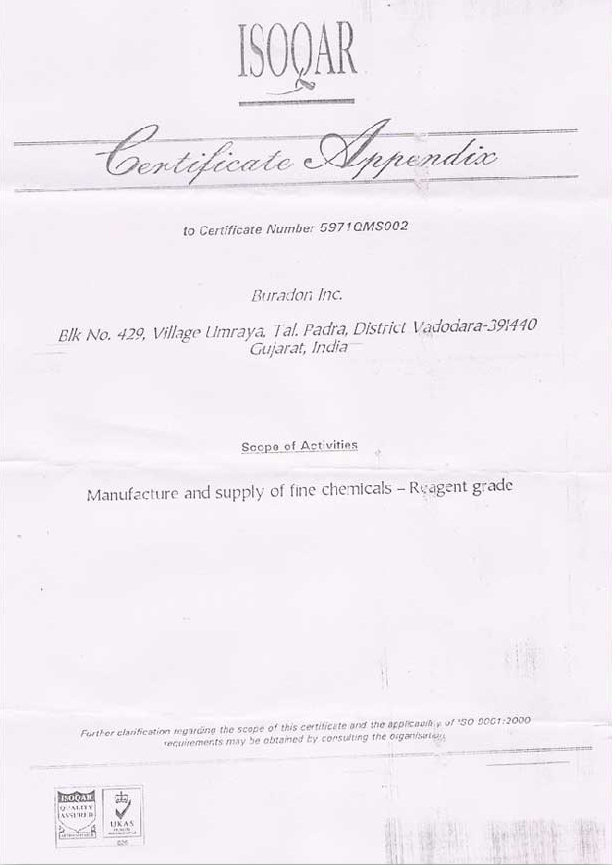 ISOQAR
Certificate Appendix
to Certificate Number 5971QMS002
Buradon Inc.
Blk No. 429, Village Umraya, Tal. Padra, District Vadodara-391440
Gujarat, India
Scope of Activities
Manufacture and supply of fine chemicals – Reagent grade
Further clarification regarding the scope of this certificate and the applicability of ISO 9001:2000
requirements may be obtained by consulting the organisation
ISOQAR
QUALITY
ASSURED
UKAS
026